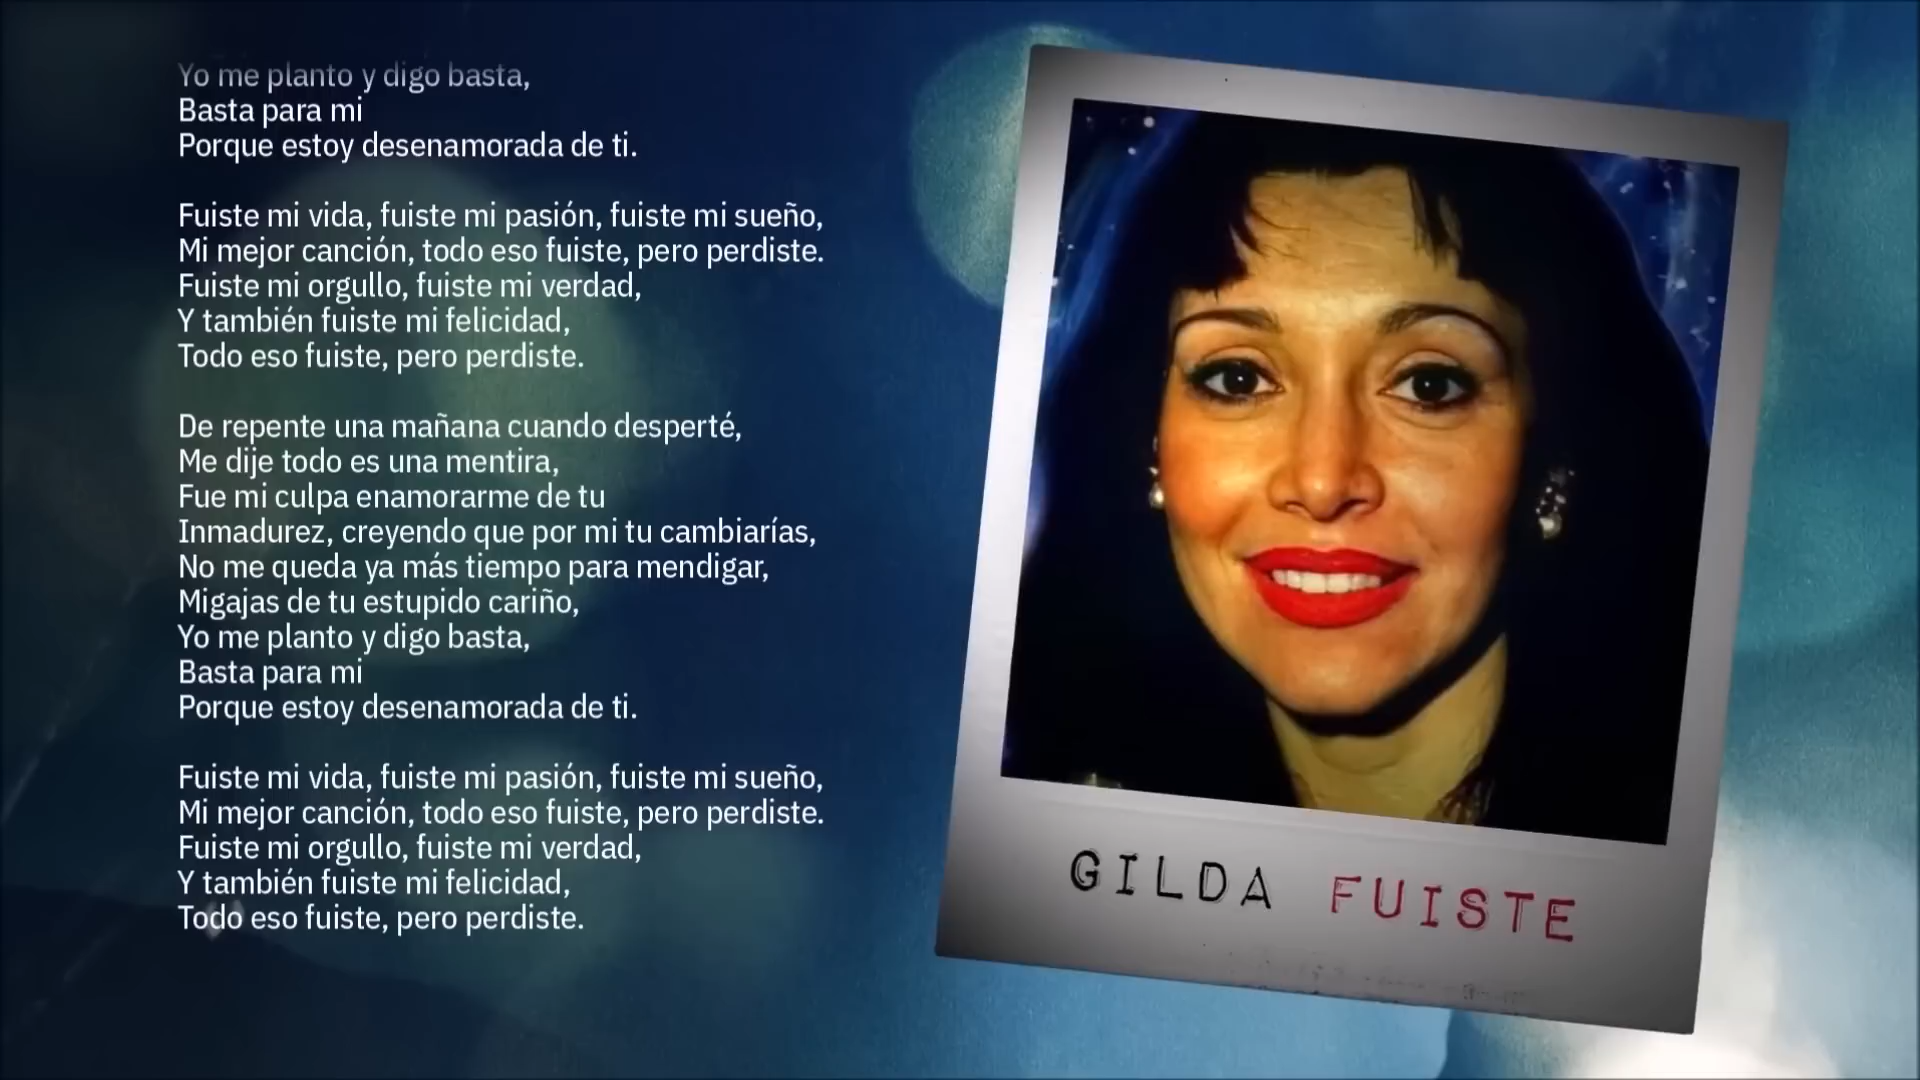 Yo me planto y digo basta,
Basta para mi
Porque estoy desenamorada de ti.
Fuiste mi vida, fuiste mi pasión, fuiste mi sueño,
Mi mejor canción, todo eso fuiste, pero perdiste.
Fuiste mi orgullo, fuiste mi verdad,
Y también fuiste mi felicidad,
Todo eso fuiste, pero perdiste.
De repente una mañana cuando desperté,
Me dije todo es una mentira,
Fue mi culpa enamorarme de tu
Inmadurez, creyendo que por mi tu cambiarías,
No me queda ya más tiempo para mendigar,
Migajas de tu estupido cariño,
Yo me planto y digo basta,
Basta para mi
Porque estoy desenamorada de ti.
Fuiste mi vida, fuiste mi pasión, fuiste mi sueño,
Mi mejor canción, todo eso fuiste, pero perdiste.
Fuiste mi orgullo, fuiste mi verdad,
Y también fuiste mi felicidad,
Todo eso fuiste, pero perdiste.
GILDA FUISTE